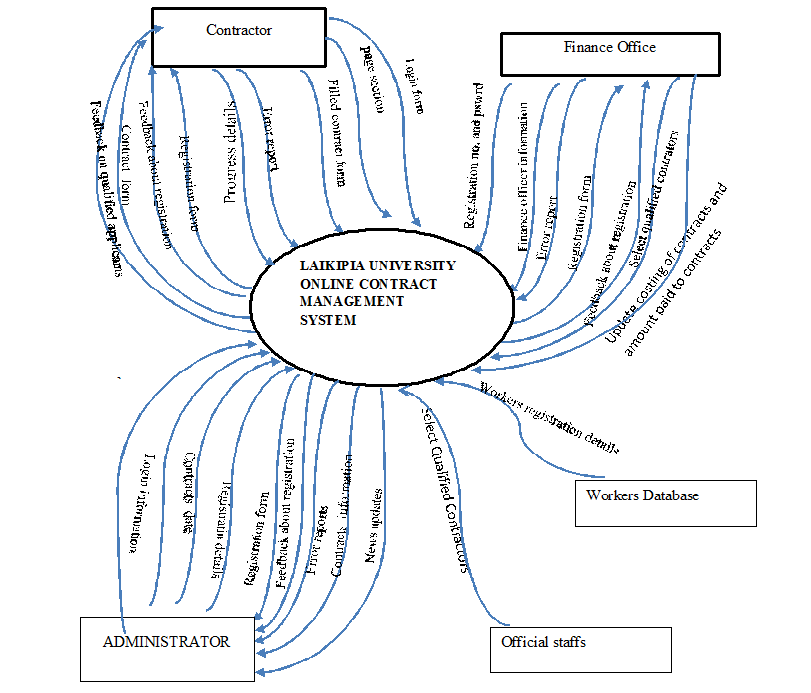 Contractor
Finance Office
Feedback on qualified applicants
Contract form
Feedback about registration
Registration form
Progress details
Error report
Filled contract form
page section
Login form
Registration no. and pswrd
Finance officer information
Error report
Registration form
Feedback about registration
Select qualified contrators
Update costing of contracts and
amount paid to contracts
LAIKIPIA UNIVERSITY
ONLINE CONTRACT
MANAGEMENT
SYSTEM
Login information
Contracts data
Registratin details
Registration form
Feedback about registration
Error reports
Contracts information
News updates
Select Qualified Contractors
Workers registration details
Workers Database
ADMINISTRATOR
Official staffs